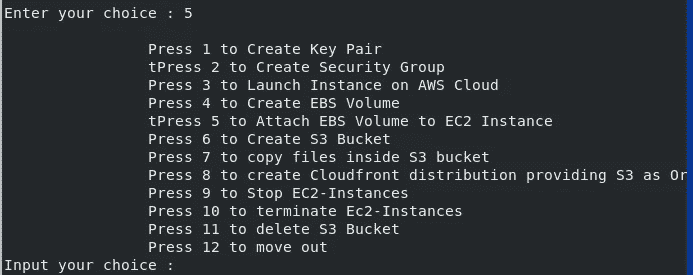 Enter your choice : 5
Press 1 to Create Key Pair
tPress 2 to Create Security Group
Press 3 to Launch Instance on AWS Cloud
Press 4 to Create EBS Volume
tPress 5 to Attach EBS Volume to EC2 Instance
Press 6 to Create S3 Bucket
Press 7 to copy files inside S3 bucket
Press 8 to create Cloudfront distribution providing S3 as Or
Press 9 to Stop EC2-Instances
Press 10 to terminate Ec2-Instances
Press 11 to delete S3 Bucket
Press 12 to move out
Input your choice :